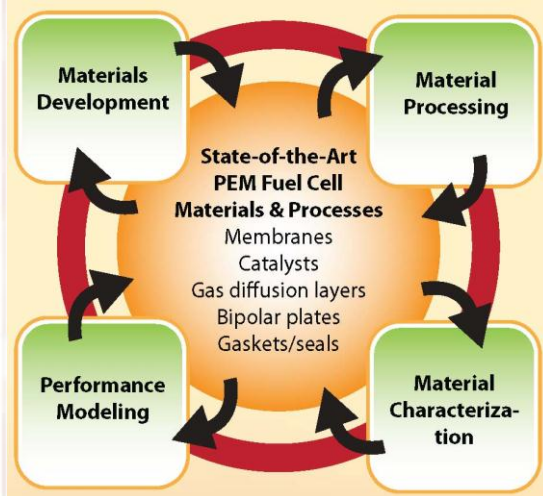 Materials
Development
Material
Processing
State-of-the-Art
PEM Fuel Cell
Materials & Processes
Membranes
Catalysts
Gas diffusion layers
Bipolar plates
Gaskets/seals
Performance
Modeling
Material
Characteriza-
tion